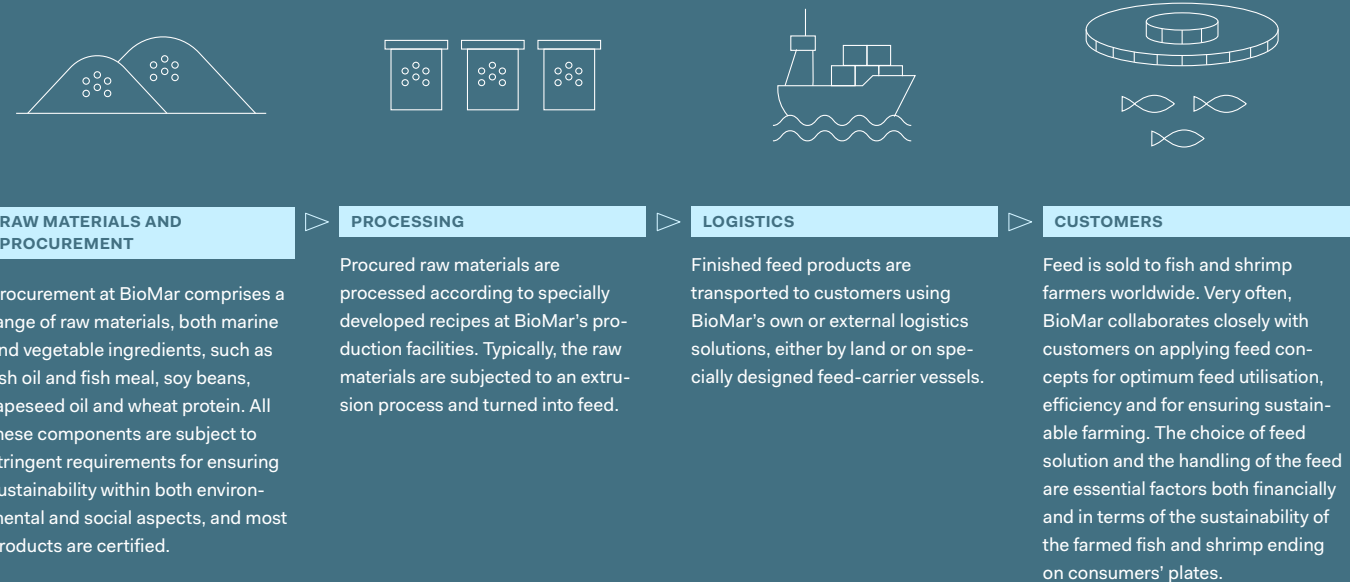 RAW MATERIALS AND
PROCUREMENT
rocurement at BioMar comprises a
ange of raw materials, both marine
nd vegetable ingredients, such as
sh oil and fish meal, soy beans,
apeseed oil and wheat protein. All
hese components are subject to
tringent requirements for ensuring
ustainability within both environ-
mental and social aspects, and most
roducts are certified.
PROCESSING
Procured raw materials are
processed according to specially
developed recipes at BioMar's pro-
duction facilities. Typically, the raw
materials are subjected to an extru-
sion process and turned into feed.
LOGISTICS
Finished feed products are
transported to customers using
BioMar's own or external logistics
solutions, either by land or on spe-
cially designed feed-carrier vessels.
CUSTOMERS
Feed is sold to fish and shrimp
farmers worldwide. Very often,
BioMar collaborates closely with
customers on applying feed con-
cepts for optimum feed utilisation,
efficiency and for ensuring sustain-
able farming. The choice of feed
solution and the handling of the feed
are essential factors both financially
and in terms of the sustainability of
the farmed fish and shrimp ending
on consumers' plates.